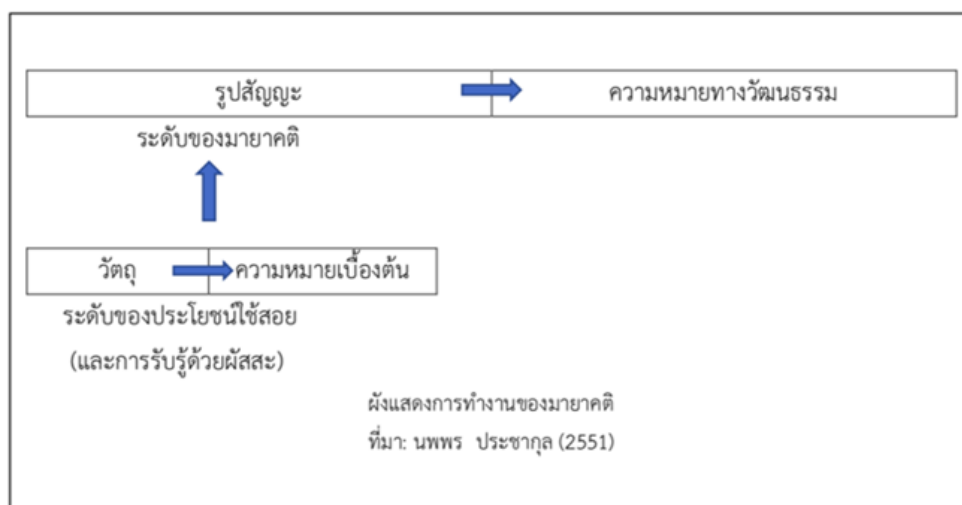 รูปสัญญะ
ความหมายทางวัฒนธรรม
ระดับของมายาคติ
วัตถุ
ความหมายเบื้องต้น
ระดับของประโยชน์ใช้สอย
(และการรับรู้ด้วยผัสสะ)
ผังแสดงการทำงานของมายาคติ
ที่มา: นพพร ประชากุล (2551)